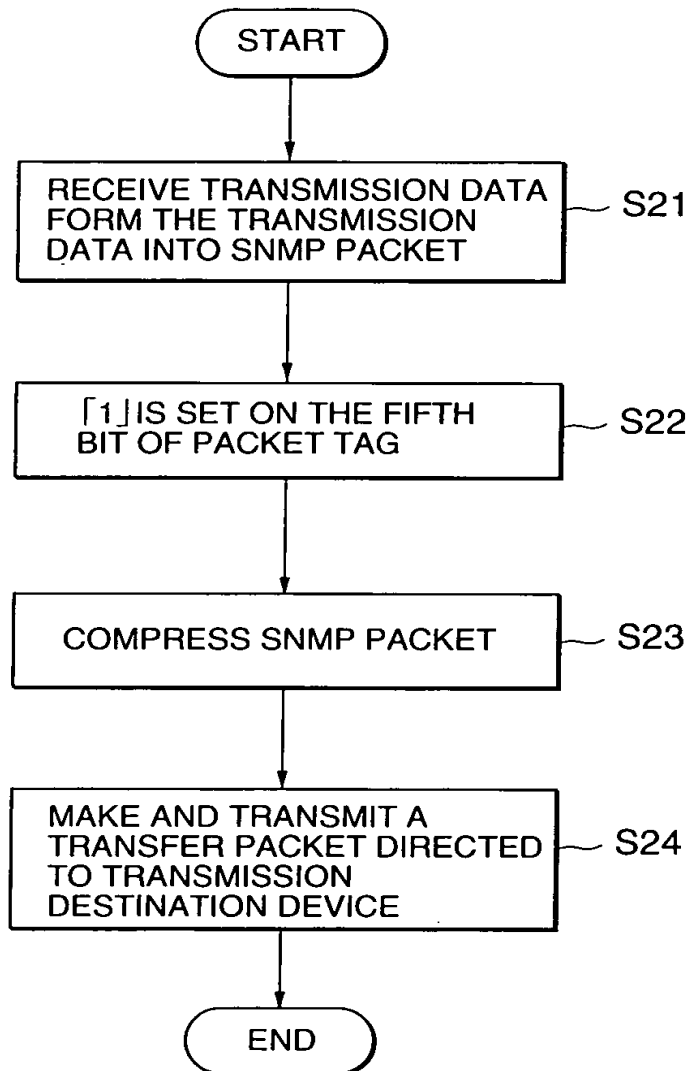 START
RECEIVE TRANSMISSION DATA
FORM THE TRANSMISSION
DATA INTO SNMP PACKET
S21
「1」IS SET ON THE FIFTH
BIT OF PACKET TAG
S22
COMPRESS SNMP PACKET
S23
MAKE AND TRANSMIT A
TRANSFER PACKET DIRECTED
TO TRANSMISSION
DESTINATION DEVICE
S24
END